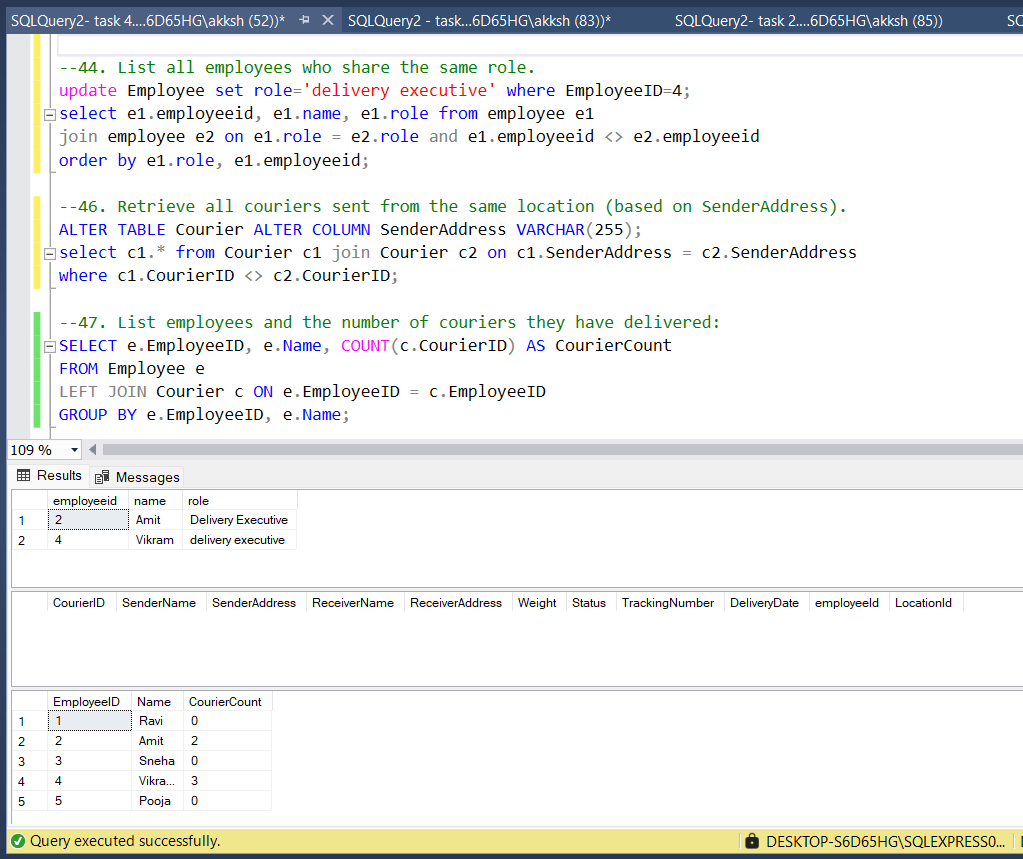 SQLQuery2- task 4....6D65HG\akksh (52))* SQLQuery2 - task...6D65HG\akksh (83))* SQLQuery2- task 2....6D65HG\akksh (85)) SC
--44. List all employees who share the same role.
update Employee set role='delivery executive' where EmployeeID=4;
select e1.employeeid, e1.name, e1.role from employee e1
join employee e2 on e1.role = e2.role and e1.employeeid <> e2.employeeid
order by e1.role, e1.employeeid;
--46. Retrieve all couriers sent from the same location (based on SenderAddress).
ALTER TABLE Courier ALTER COLUMN SenderAddress VARCHAR(255);
select c1.* from Courier c1 join Courier c2 on c1.SenderAddress = c2.SenderAddress
where c1.CourierID <> c2.CourierID;
--47. List employees and the number of couriers they have delivered:
SELECT e.EmployeeID, e.Name, COUNT(c.CourierID) AS CourierCount
FROM Employee e
LEFT JOIN Courier c ON e.EmployeeID = c.EmployeeID
GROUP BY e.EmployeeID, e.Name;
109 %
Results Messages
employeeid name role
1 2 Amit Delivery Executive
2 4 Vikram delivery executive
CourierID SenderName SenderAddress ReceiverName ReceiverAddress Weight Status TrackingNumber DeliveryDate employeeId LocationId
EmployeeID Name CourierCount
1 1 Ravi 0
2 2 Amit 2
3 3 Sneha 0
4 4 Vikra... 3
5 5 Pooja 0
Query executed successfully. DESKTOP-S6D65HG\SQLEXPRESS0...